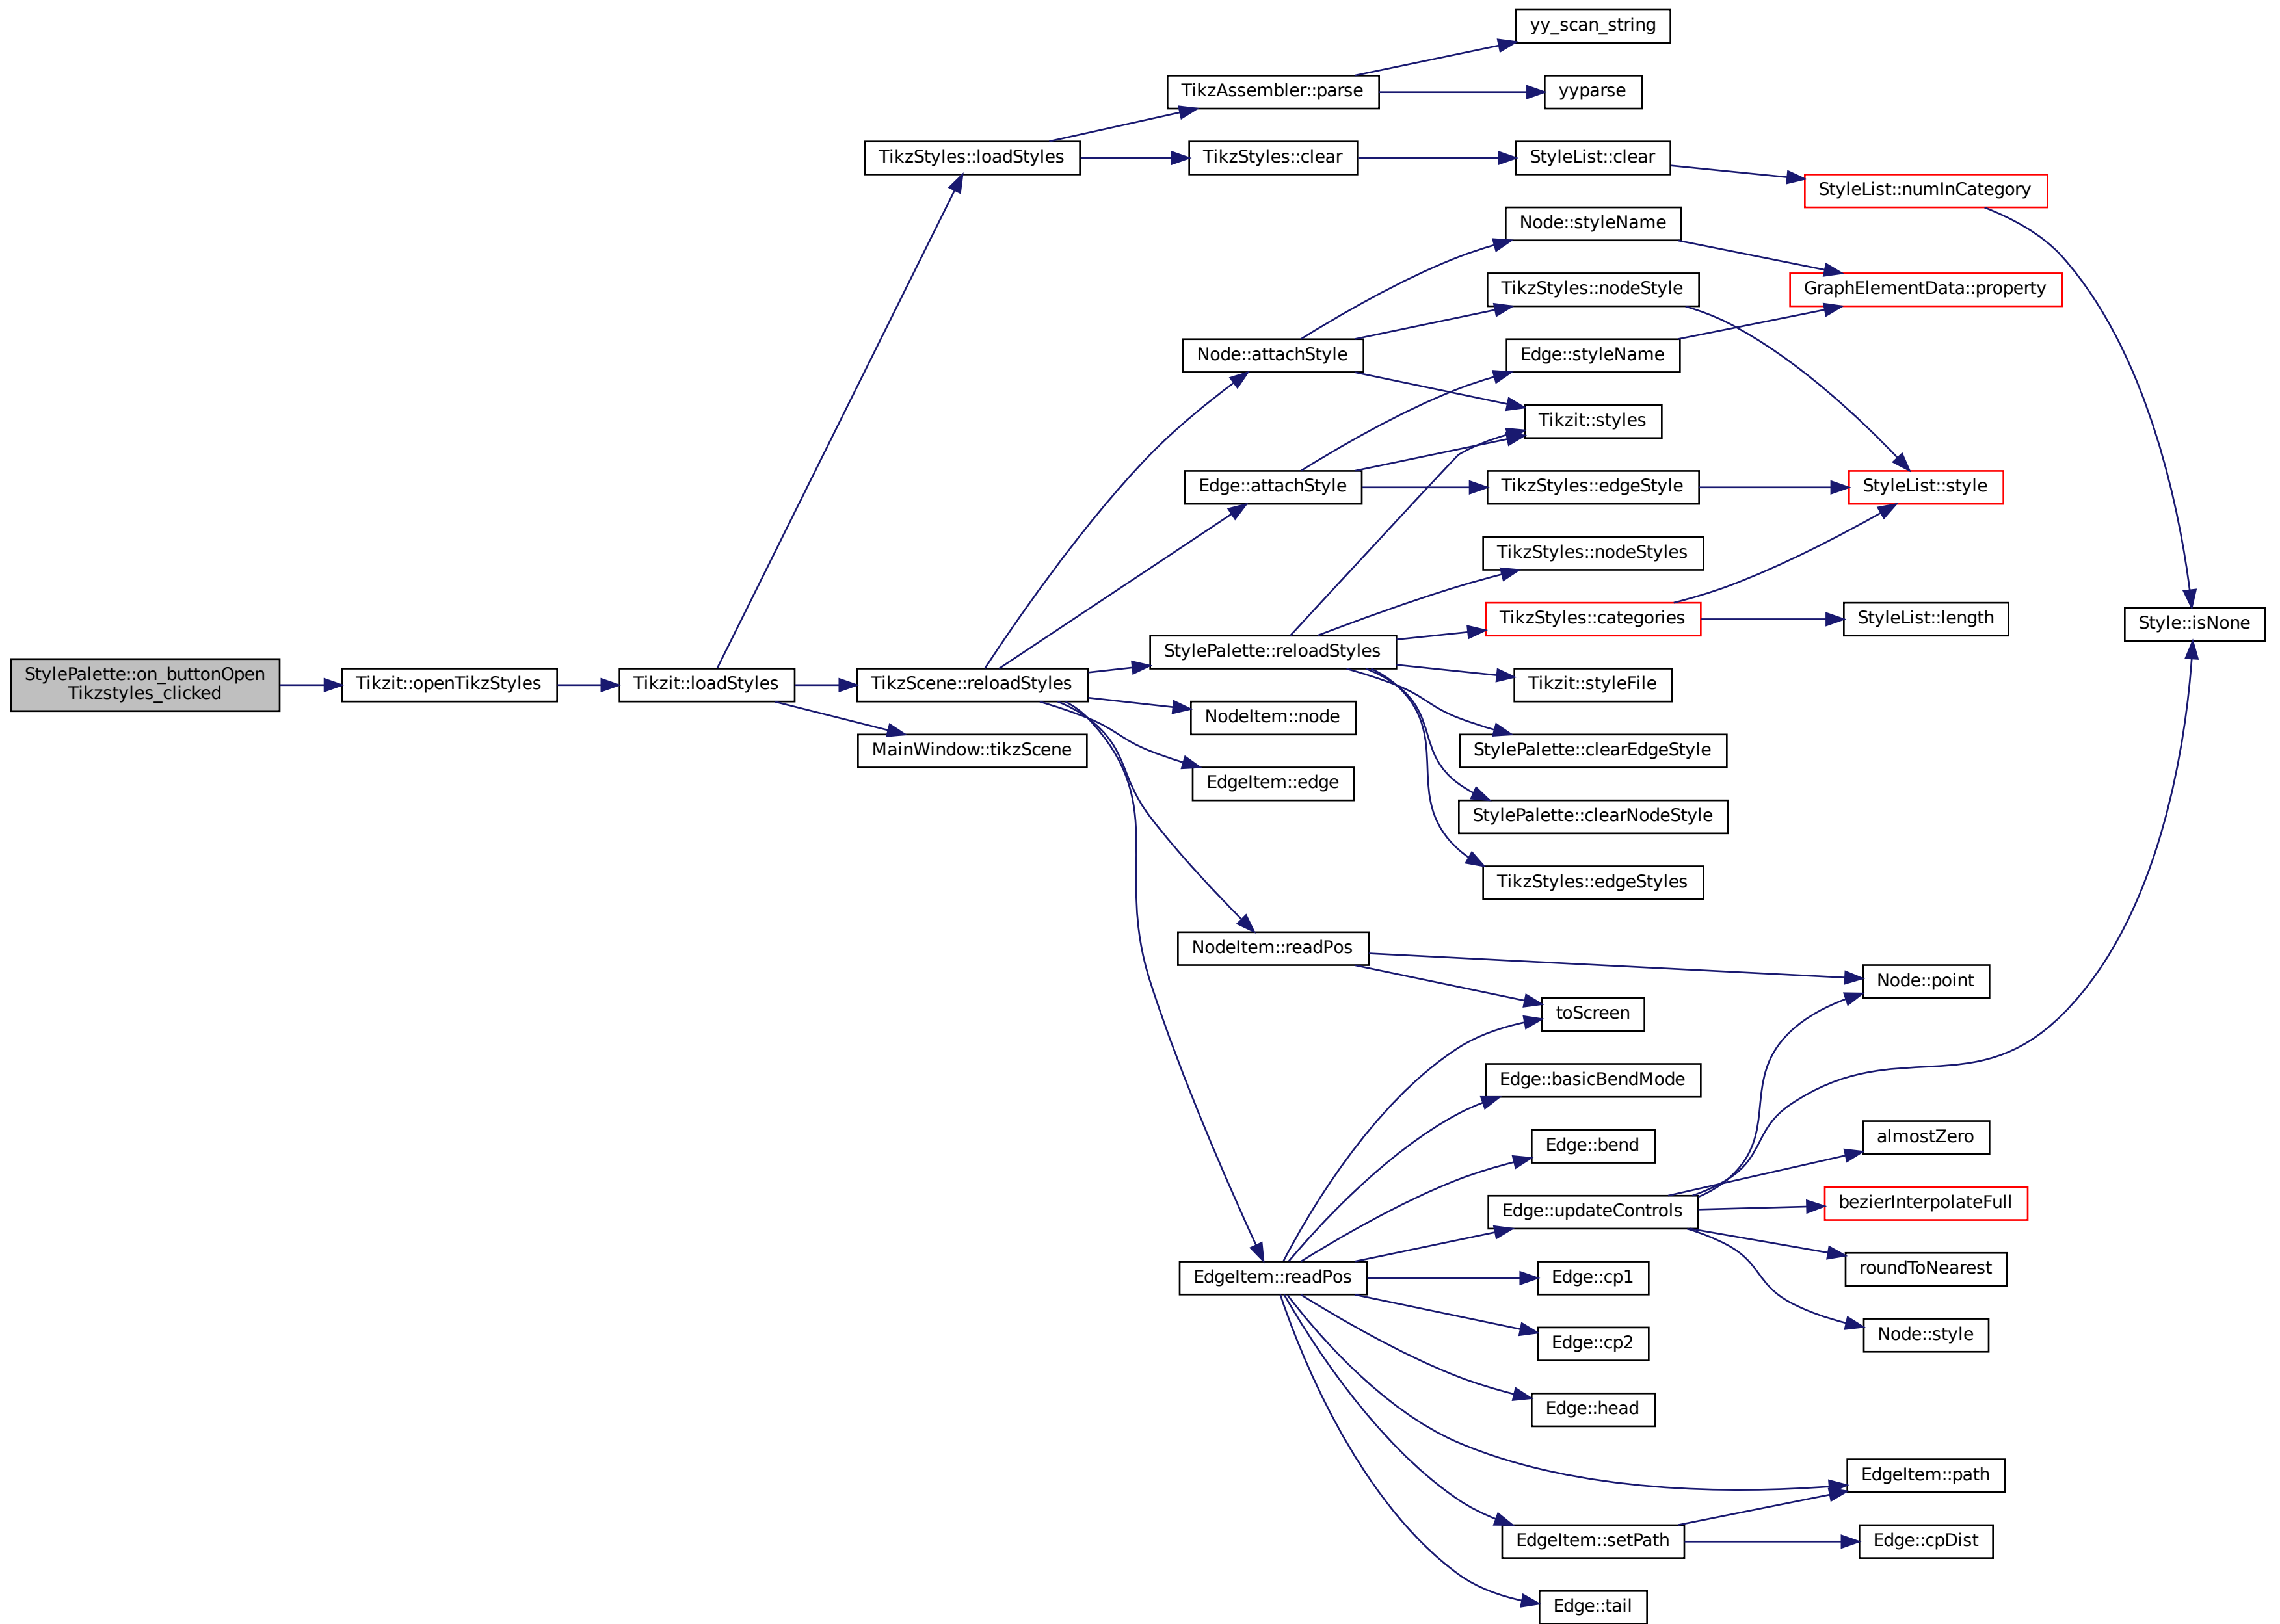 yy_scan_string
TikzAssembler::parse
yyparse
TikzStyles::loadStyles
TikzStyles::clear
StyleList::clear
StyleList::numInCategory
Node::styleName
TikzStyles::nodeStyle
GraphElementData::property
Node::attachStyle
Edge::styleName
Tikzit::styles
Edge::attachStyle
TikzStyles::edgeStyle
StyleList::style
TikzStyles::nodeStyles
TikzStyles::categories
StyleList::length
Style::isNone
StylePalette::reloadStyles
StylePalette::on_buttonOpen
Tikzstyles_clicked
Tikzit::openTikzStyles
Tikzit::loadStyles
TikzScene::reloadStyles
Tikzit::styleFile
NodeItem::node
MainWindow::tikzScene
StylePalette::clearEdgeStyle
EdgeItem::edge
StylePalette::clearNodeStyle
TikzStyles::edgeStyles
NodeItem::readPos
Node::point
toScreen
Edge::basicBendMode
almostZero
Edge::bend
Edge::updateControls
bezierInterpolateFull
roundToNearest
EdgeItem::readPos
Edge::cp1
Node::style
Edge::cp2
Edge::head
EdgeItem::path
EdgeItem::setPath
Edge::cpDist
Edge::tail